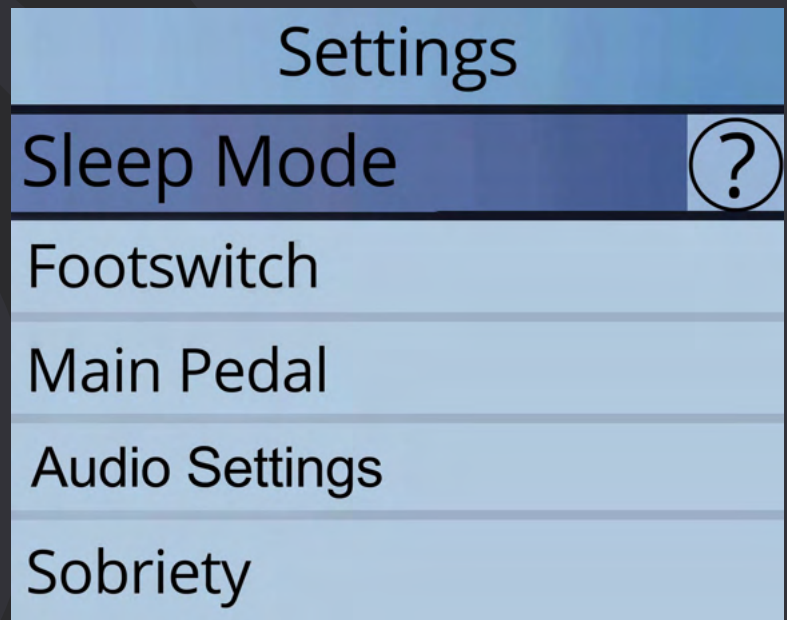 Settings
Sleep Mode
?
Footswitch
Main Pedal
Audio Settings
Sobriety